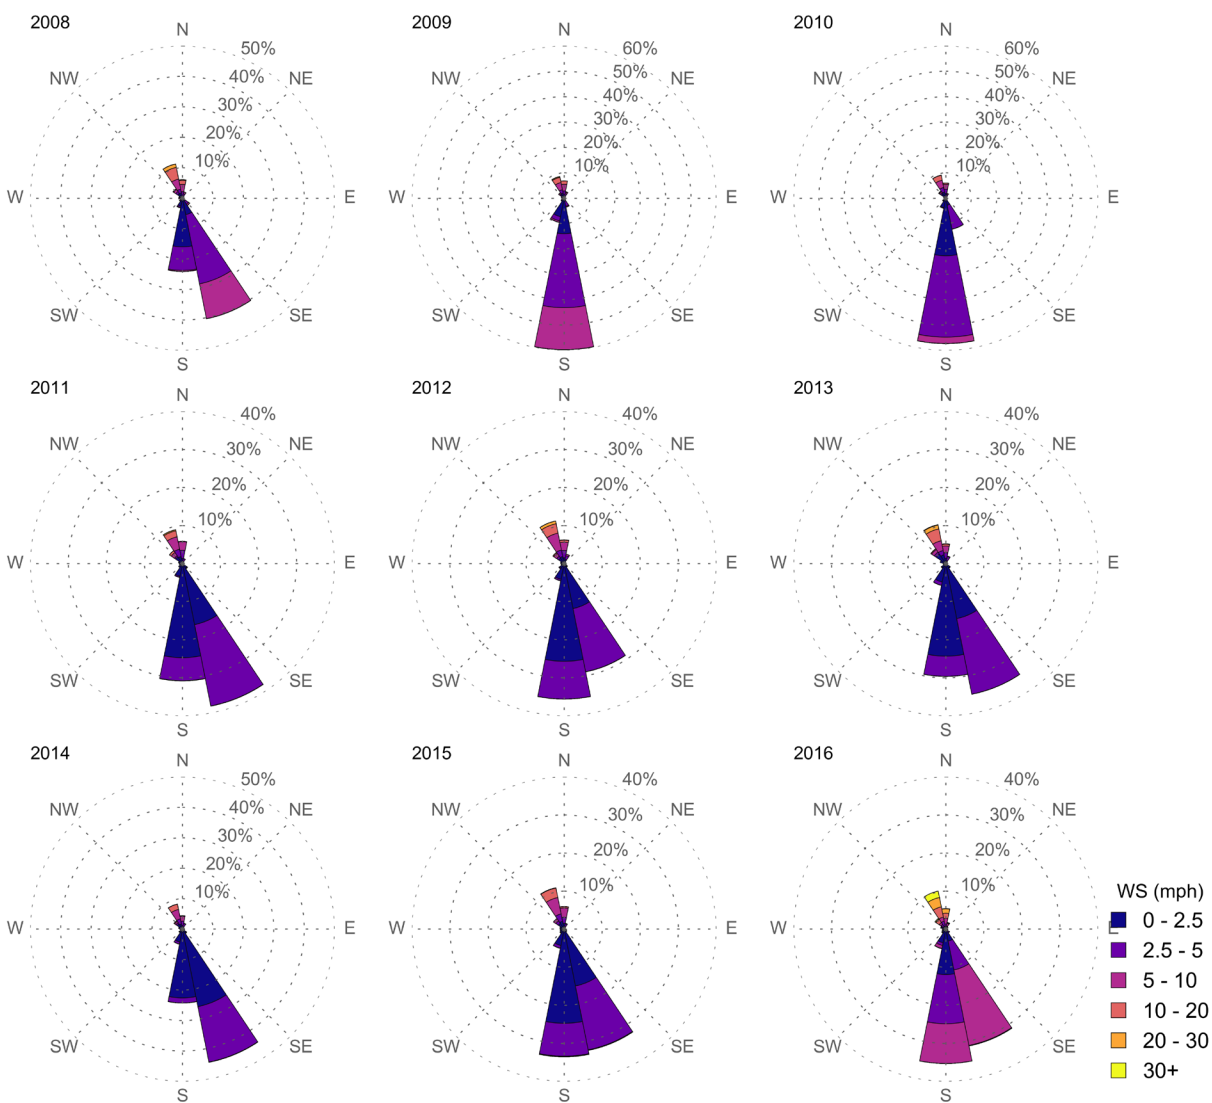 2008
N
50%
NW
NE
40%
30%
20%
10%
W
E
SW
SE
S
2009
N
60%
50%
NW
NE
40%
30%
20%
10%
W
E
SW
SE
S
2010
N
60%
50%
NW
NE
40%
30%
20%
10%
W
E
SW
SE
S
2011
N
40%
NW
NE
30%
20%
10%
W
E
SW
SE
S
2012
N
40%
NW
NE
30%
20%
10%
W
E
SW
SE
S
2013
N
40%
NW
NE
30%
20%
10%
W
E
SW
SE
S
2014
N
50%
NW
NE
40%
30%
20%
10%
W
E
SW
SE
S
2015
N
40%
NW
NE
30%
20%
10%
W
E
SW
SE
S
2016
N
40%
NW
NE
30%
20%
10%
W
E
SW
SE
S
WS (mph)
0 - 2.5
2.5 - 5
5 - 10
10 - 20
20 - 30
30+